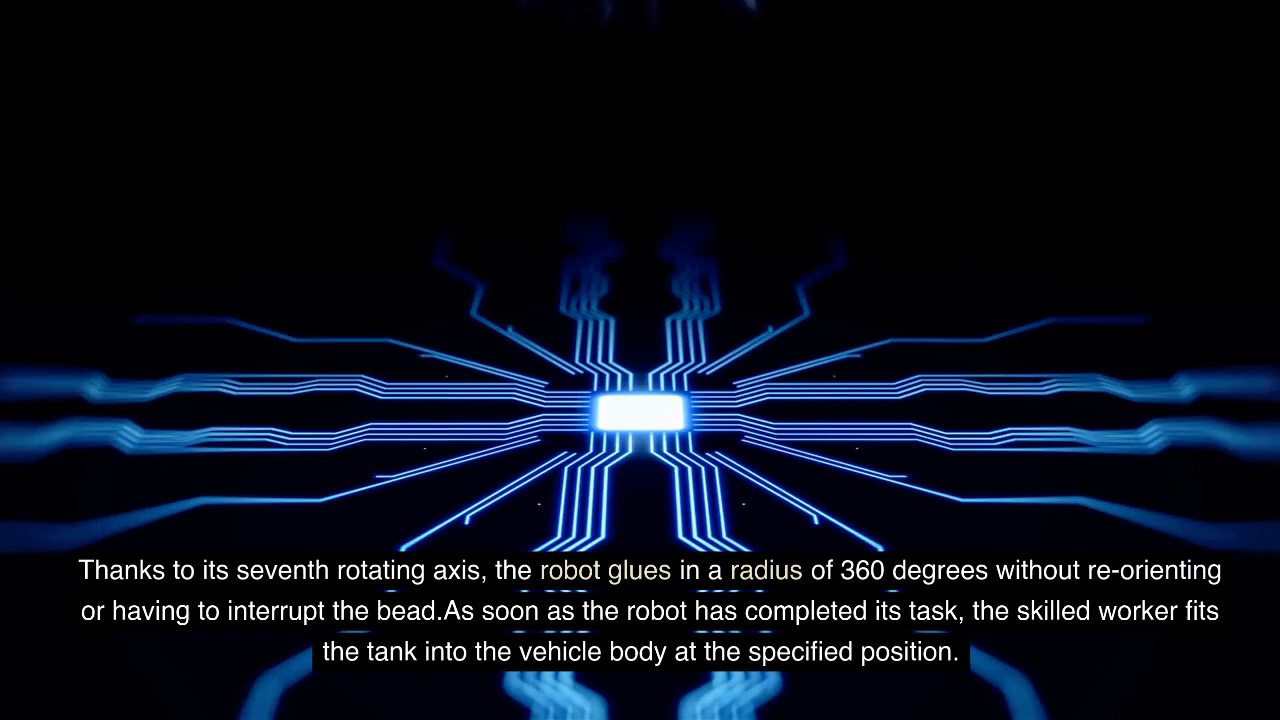 Thanks to its seventh rotating axis, the robot glues in a radius of 360 degrees without re-orienting
or having to interrupt the bead.As soon as the robot has completed its task, the skilled worker fits
the tank into the vehicle body at the specified position.